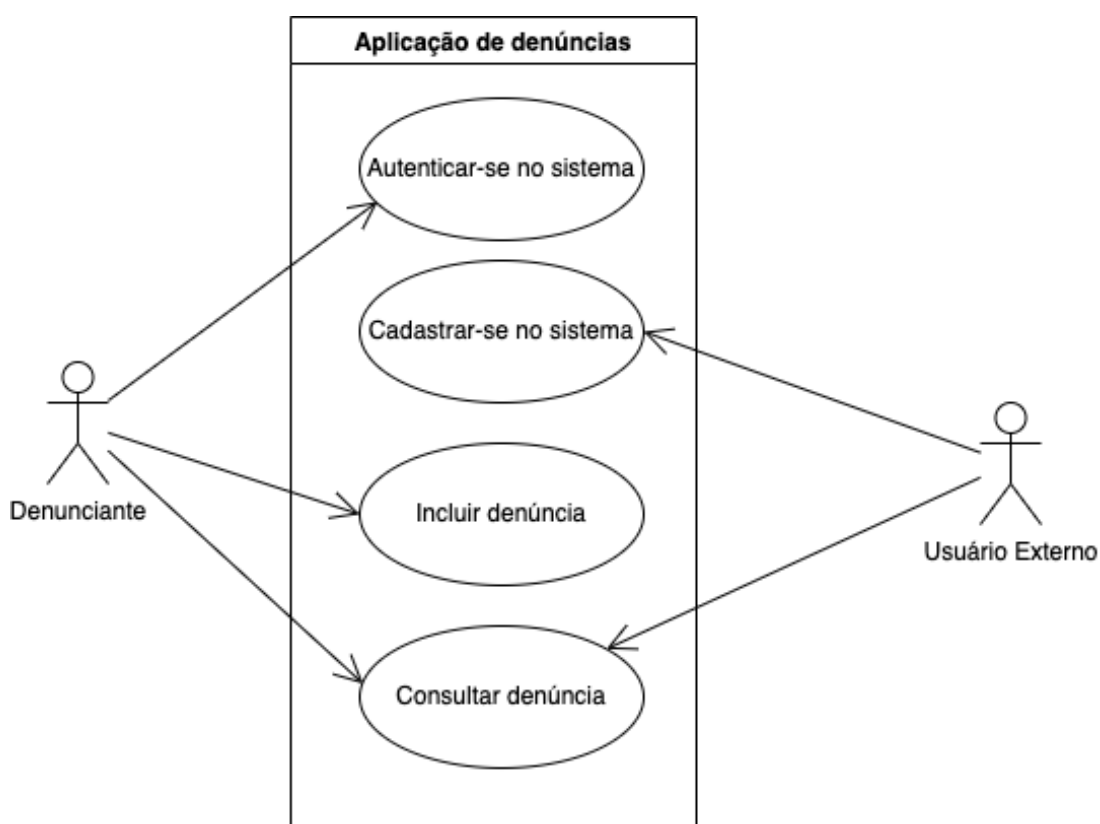 Aplicação de denúncias
Autenticar-se no sistema
Cadastrar-se no sistema
Denunciante
Incluir denúncia
Usuário Externo
Consultar denúncia